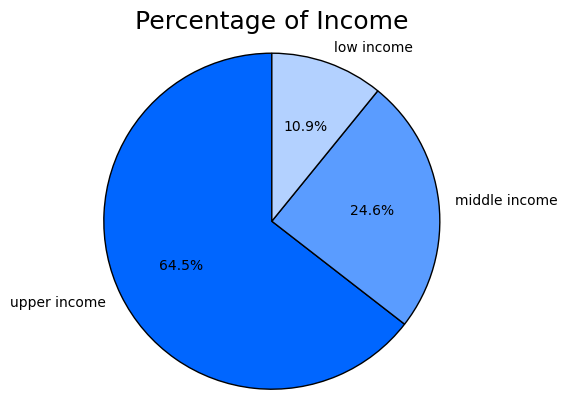 Percentage of Income
low income
10.9%
middle income
24.6%
64.5%
upper income